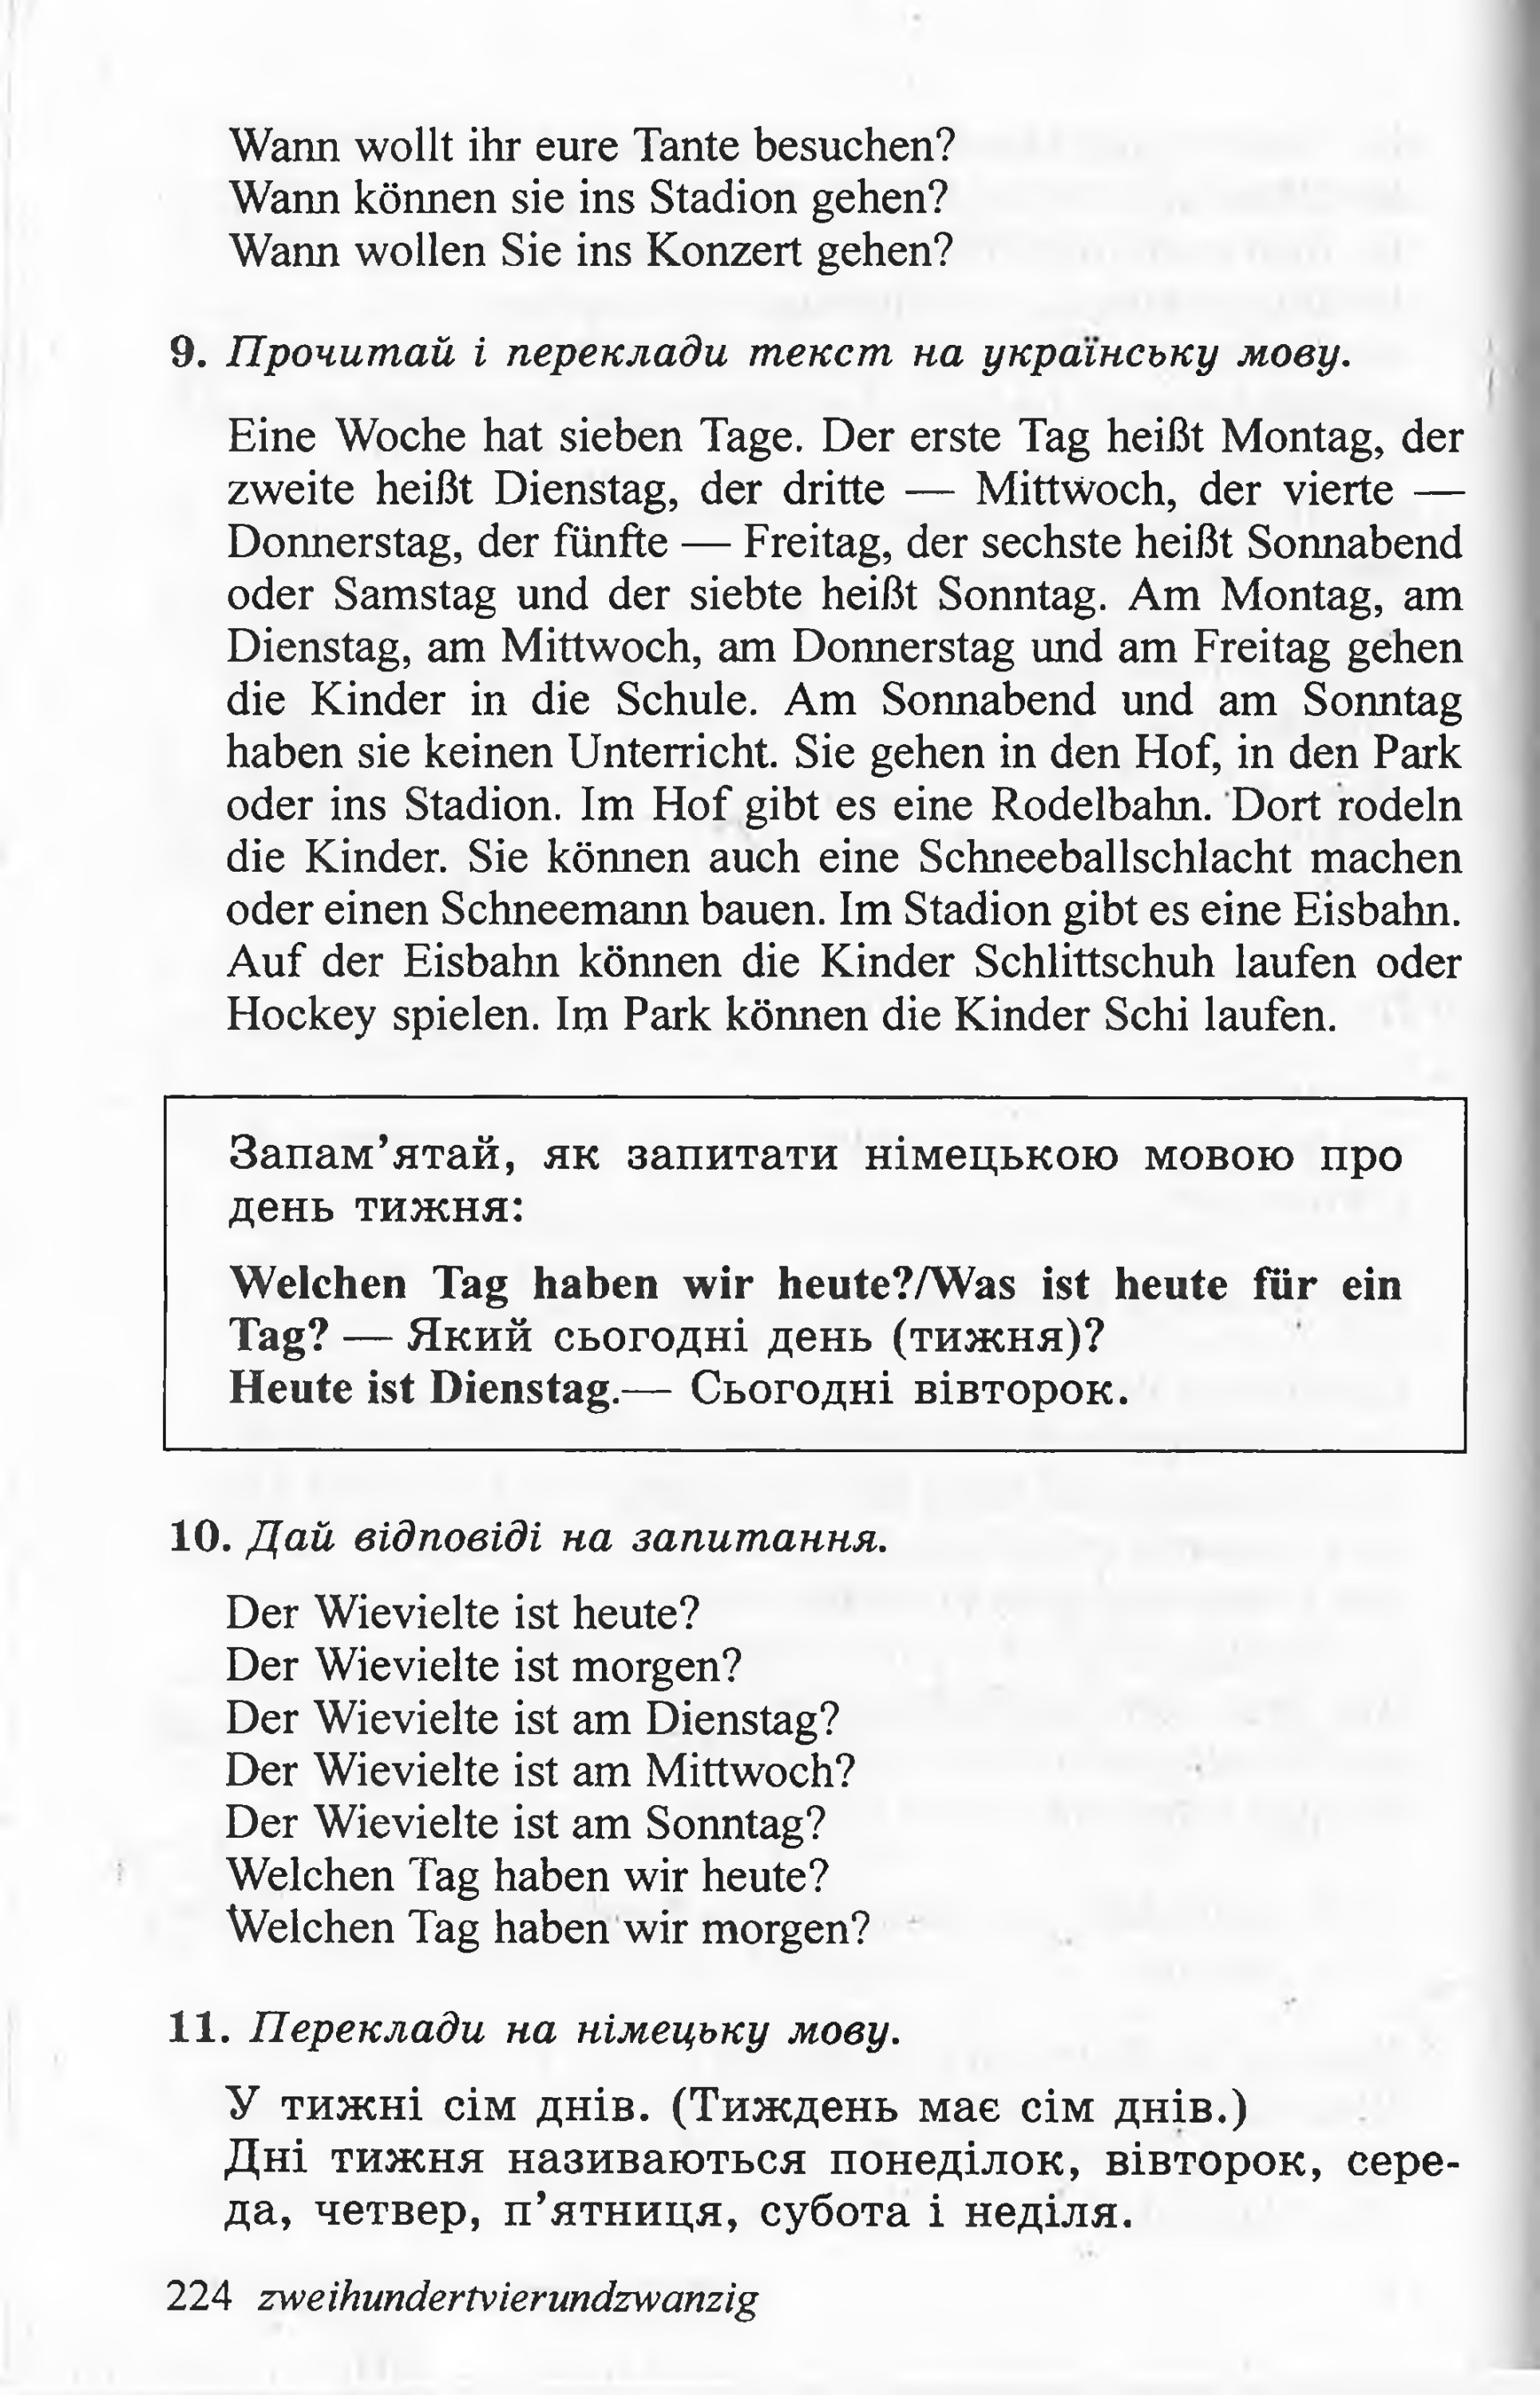 Wann wollt ihr eure Tante besuchen?
Wann können sie ins Stadion gehen?
Wann wollen Sie ins Konzert gehen?
9. Прочитай і переклади текст на українську мову.
Eine Woche hat sieben Tage. Der erste Tag heißt Montag, der
zweite heißt Dienstag, der dritte — Mittwoch, der vierte —
Donnerstag, der fünfte — Freitag, der sechste heißt Sonnabend
oder Samstag und der siebte heißt Sonntag. Am Montag, am
Dienstag, am Mittwoch, am Donnerstag und am Freitag gehen
die Kinder in die Schule. Am Sonnabend und am Sonntag
haben sie keinen Unterricht. Sie gehen in den Hof, in den Park
oder ins Stadion. Im Hof gibt es eine Rodelbahn. Dort rodeln
die Kinder. Sie können auch eine Schneeballschlacht machen
oder einen Schneemann bauen. Im Stadion gibt es eine Eisbahn.
Auf der Eisbahn können die Kinder Schlittschuh laufen oder
Hockey spielen. Im Park können die Kinder Schi laufen.
Запам’ятай, як запитати німецькою мовою про
день тижня:
Welchen Tag haben wir heute?/Was ist heute für ein
Tag? — Який сьогодні день (тижня)?
Heute ist Dienstag.— Сьогодні вівторок.
10. Дай відповіді на запитання.
Der Wievielte ist heute?
Der Wievielte ist morgen?
Der Wievielte ist am Dienstag?
Der Wievielte ist am Mittwoch?
Der Wievielte ist am Sonntag?
Welchen Tag haben wir heute?
Welchen Tag haben wir morgen?
11. Переклади на німецьку мову.
У тижні сім днів. (Тиждень має сім днів.)
Дні тижня називаються понеділок, вівторок, сере-
да, четвер, п’ятниця, субота і неділя.
224 zweihundertvierundzwanzig